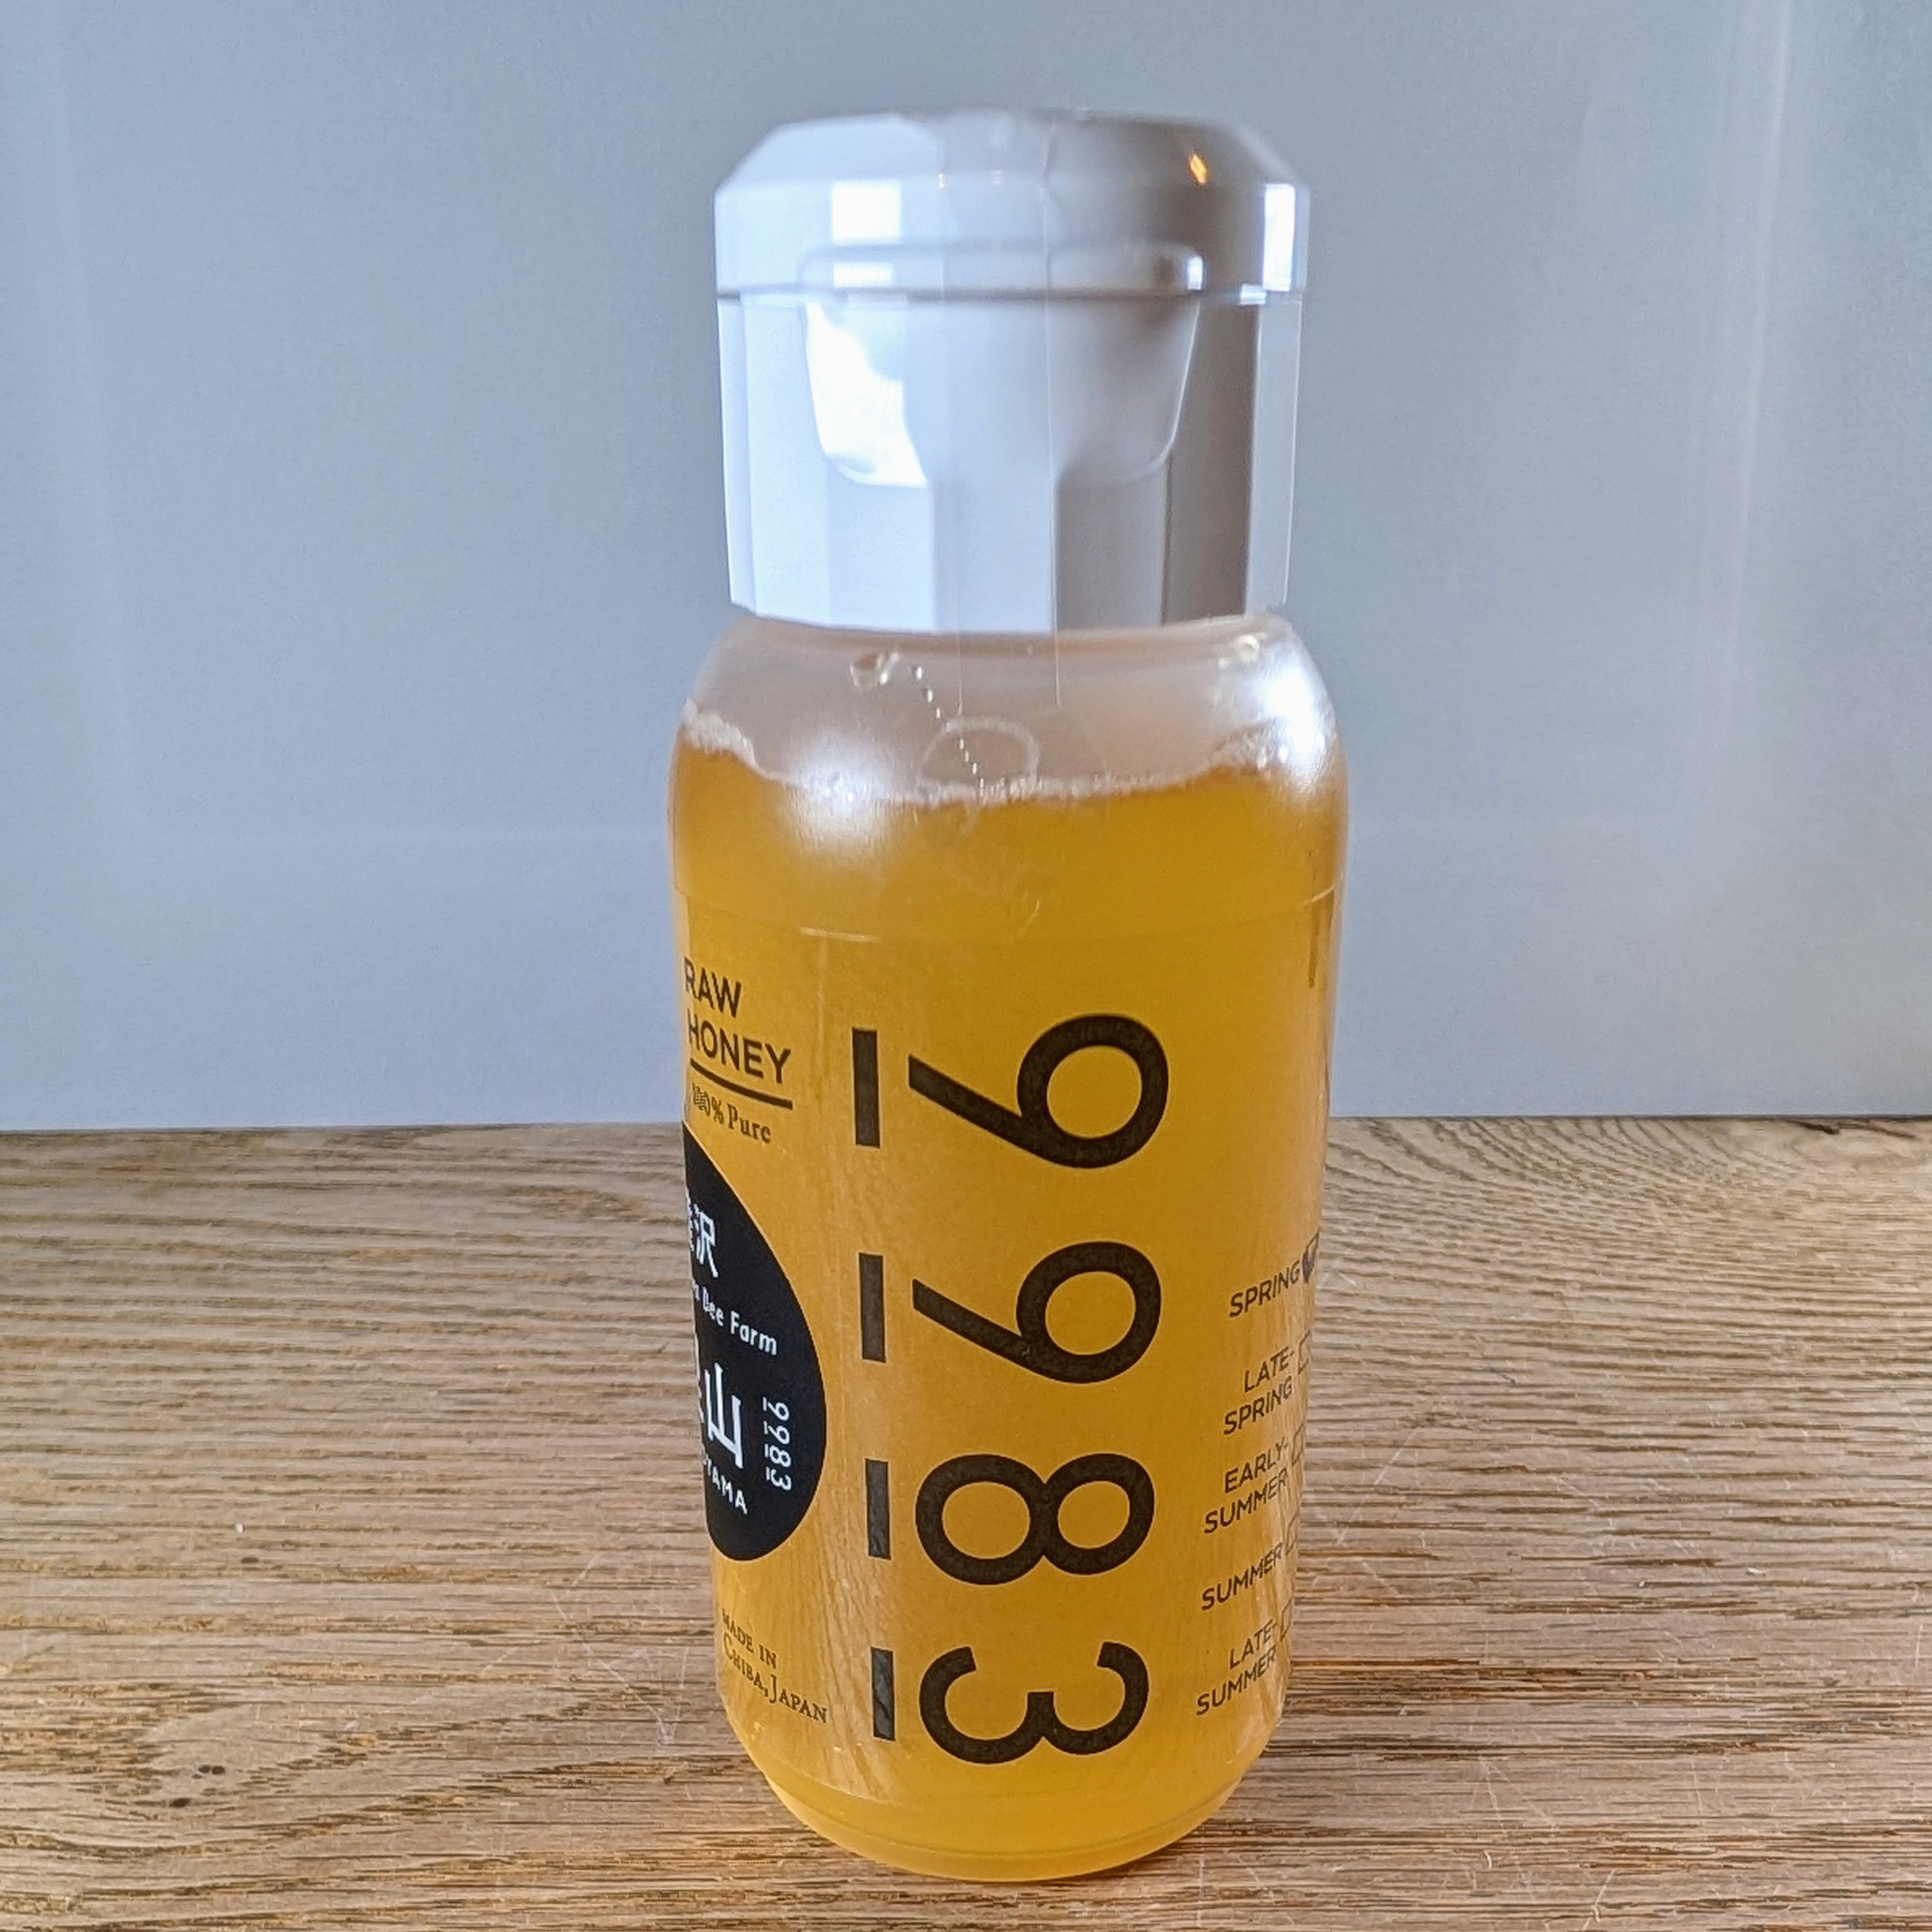 RAW
HONEY
100% Pure
沢
Bee Farm
山
9983
MADE IN
CHIBA, JAPAN
9983
SPRING
LATE-
SPRING
EARLY-
SUMMER
SUMMER
LATE-
SUMMER